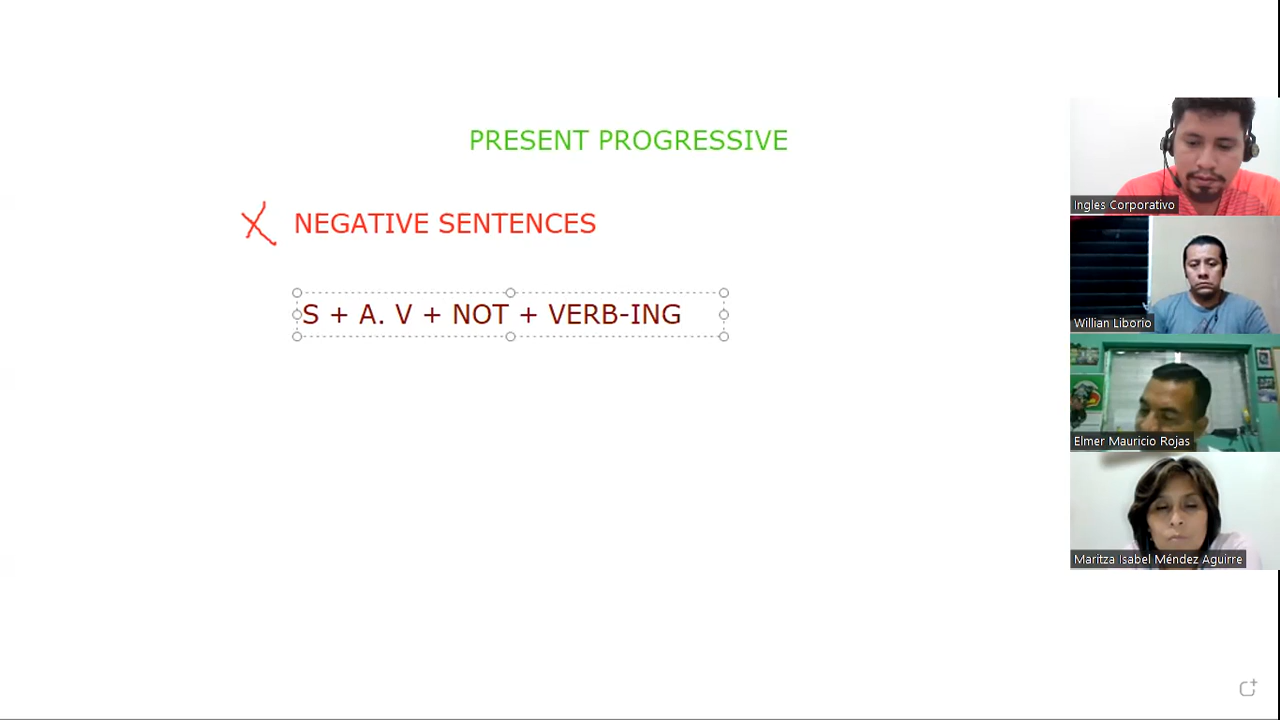 PRESENT PROGRESSIVE
NEGATIVE SENTENCES
S + A. V + NOT + VERB-ING
Ingles Corporativo
Willian Liborio
Elmer Mauricio Rojas
Maritza Isabel Méndez Aguirre